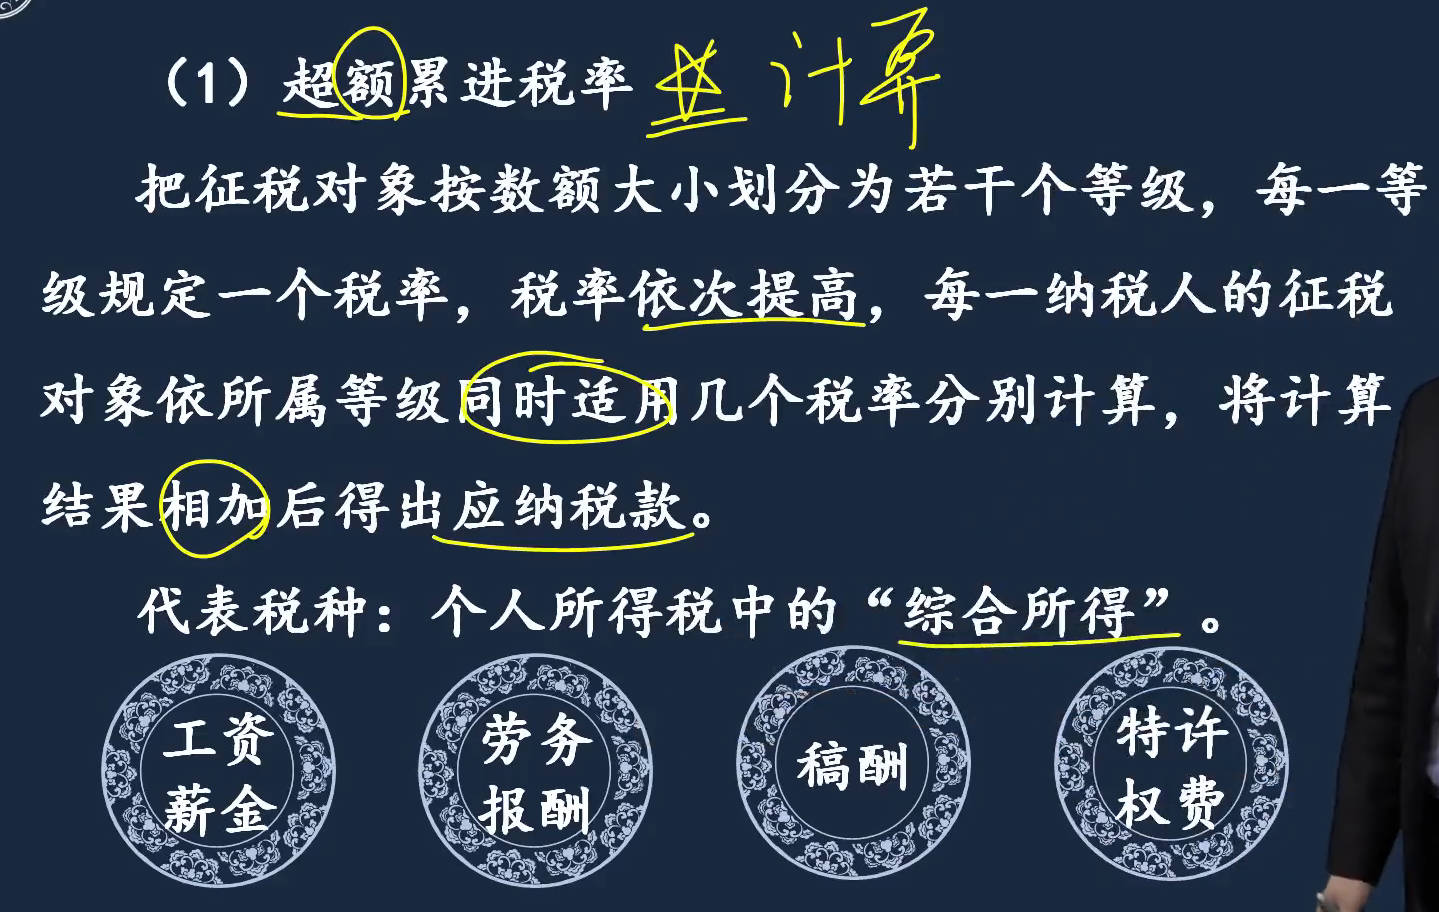 （1）超额累进税率 计算
把征税对象按数额大小划分为若干个等级，每一等
级规定一个税率，税率依次提高，每一纳税人的征税
对象依所属等级同时适用几个税率分别计算，将计算
结果相加后得出应纳税款。
代表税种：个人所得税中的“综合所得”。
工资
薪金
劳务
报酬
稿酬
特许
权费